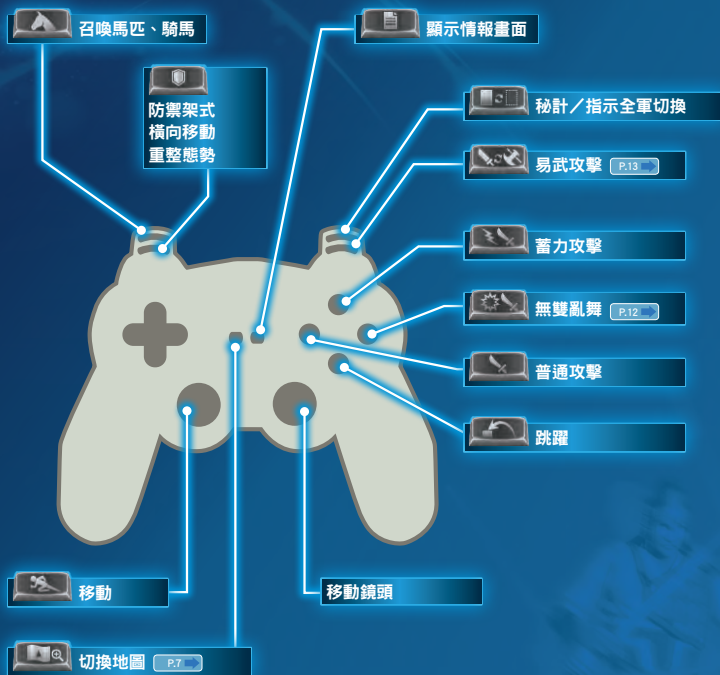 召喚馬匹、騎馬
顯示情報畫面
防禦架式
橫向移動
重整態勢
秘計／指示全軍切換
易武攻擊 P.13
蓄力攻擊
無雙亂舞 P.12
普通攻擊
跳躍
移動
移動鏡頭
切換地圖 P.7